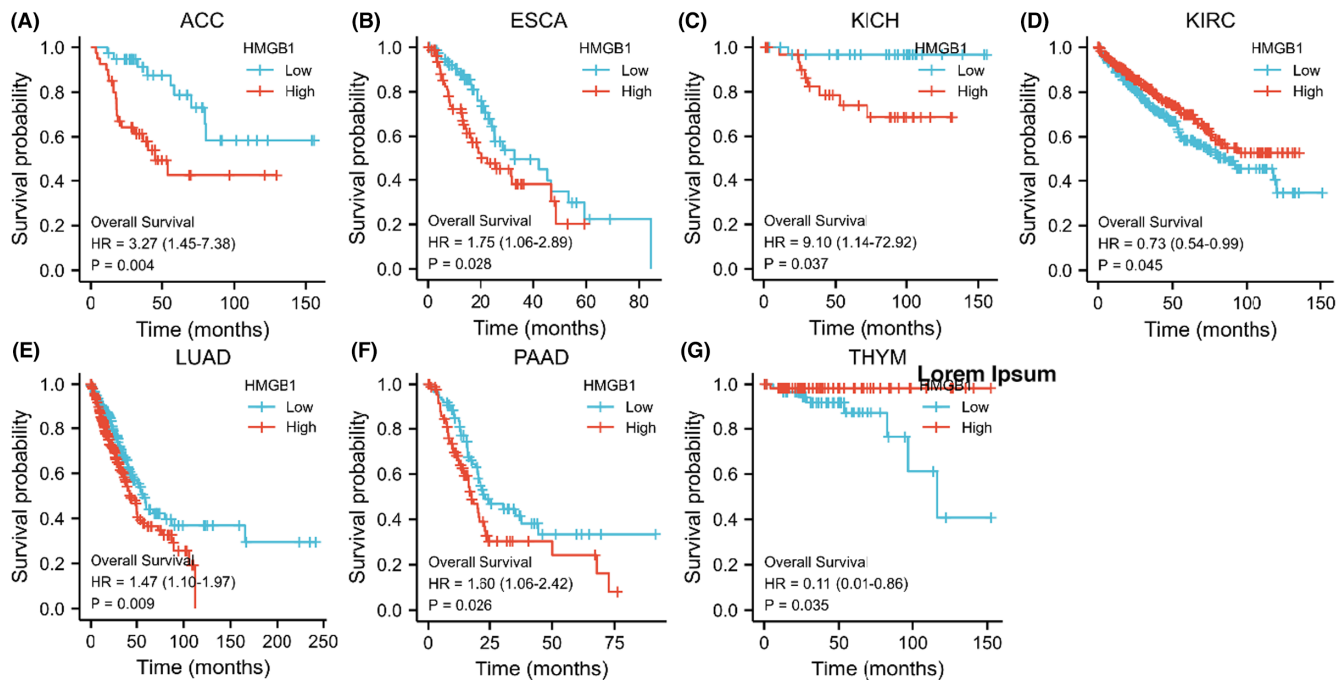 (A)
ACC
HMGB1
Low
High
Survival probability
1.0
0.8
0.6
0.4
0.2
0.0
Overall Survival
HR = 3.27 (1.45-7.38)
P = 0.004
0 50 100 150
Time (months)
(B)
ESCA
HMGB1
Low
High
Survival probability
1.0
0.8
0.6
0.4
0.2
0.0
Overall Survival
HR = 1.75 (1.06-2.89)
P = 0.028
0 20 40 60 80
Time (months)
(C)
KICH
HMGB1
Low
High
Survival probability
1.0
0.8
0.6
0.4
0.2
0.0
Overall Survival
HR = 9.10 (1.14-72.92)
P = 0.037
0 50 100 150
Time (months)
(D)
KIRC
HMGB1
Low
High
Survival probability
1.0
0.8
0.6
0.4
0.2
0.0
Overall Survival
HR = 0.73 (0.54-0.99)
P = 0.045
0 50 100 150
Time (months)
(E)
LUAD
HMGB1
Low
High
Survival probability
1.0
0.8
0.6
0.4
0.2
0.0
Overall Survival
HR = 1.47 (1.10-1.97)
P = 0.009
0 50 100 150 200 250
Time (months)
(F)
PAAD
HMGB1
Low
High
Survival probability
1.0
0.8
0.6
0.4
0.2
0.0
Overall Survival
HR = 1.60 (1.06-2.42)
P = 0.026
0 25 50 75
Time (months)
(G)
THYM
Lorem Ipsum
HMGB1
Low
High
Survival probability
1.0
0.8
0.6
0.4
0.2
0.0
Overall Survival
HR = 0.11 (0.01-0.86)
P = 0.035
0 50 100 150
Time (months)